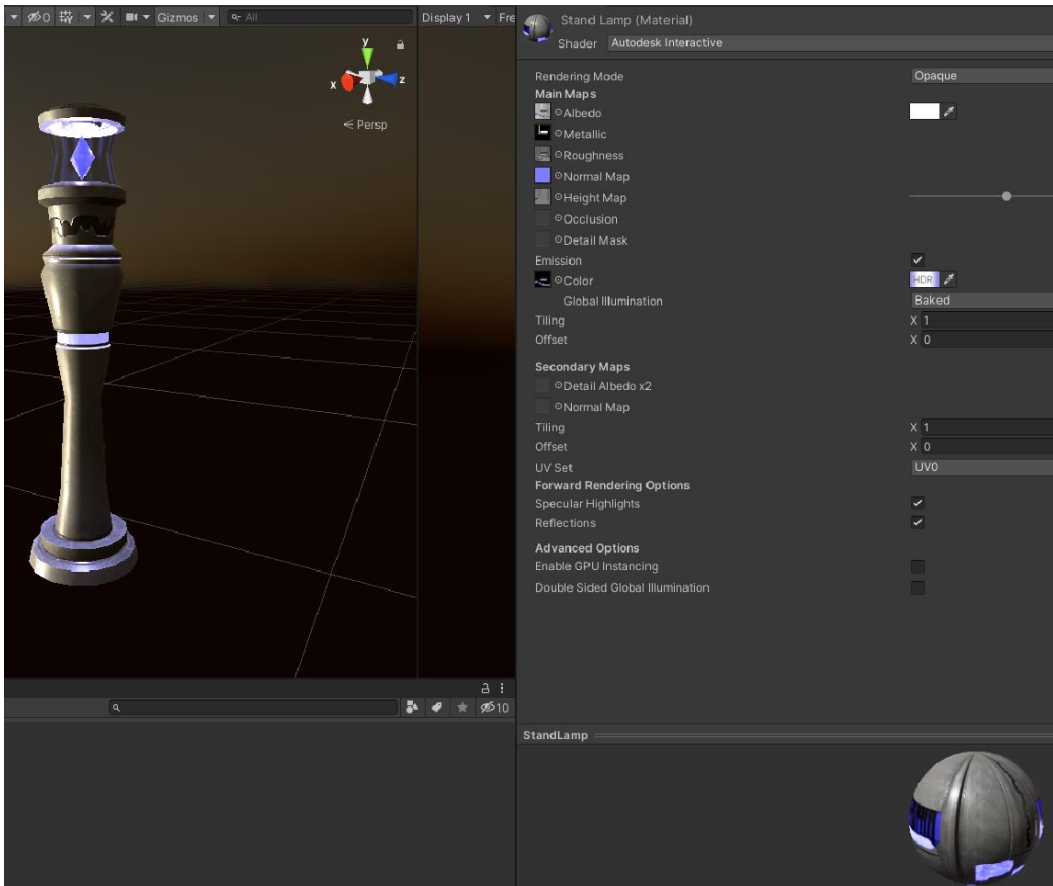 0 Gizmos All
Display 1 Fre
y
x z
Persp
10
Stand Lamp (Material)
Shader Autodesk Interactive
Rendering Mode Opaque
Main Maps
Albedo
Metallic
Roughness
Normal Map
Height Map
Occlusion
Detail Mask
Emission
Color HDR
Global Illumination Baked
Tiling X 1
Offset X 0
Secondary Maps
Detail Albedo x2
Normal Map
Tiling X 1
Offset X 0
UV Set UV0
Forward Rendering Options
Specular Highlights
Reflections
Advanced Options
Enable GPU Instancing
Double Sided Global Illumination
StandLamp